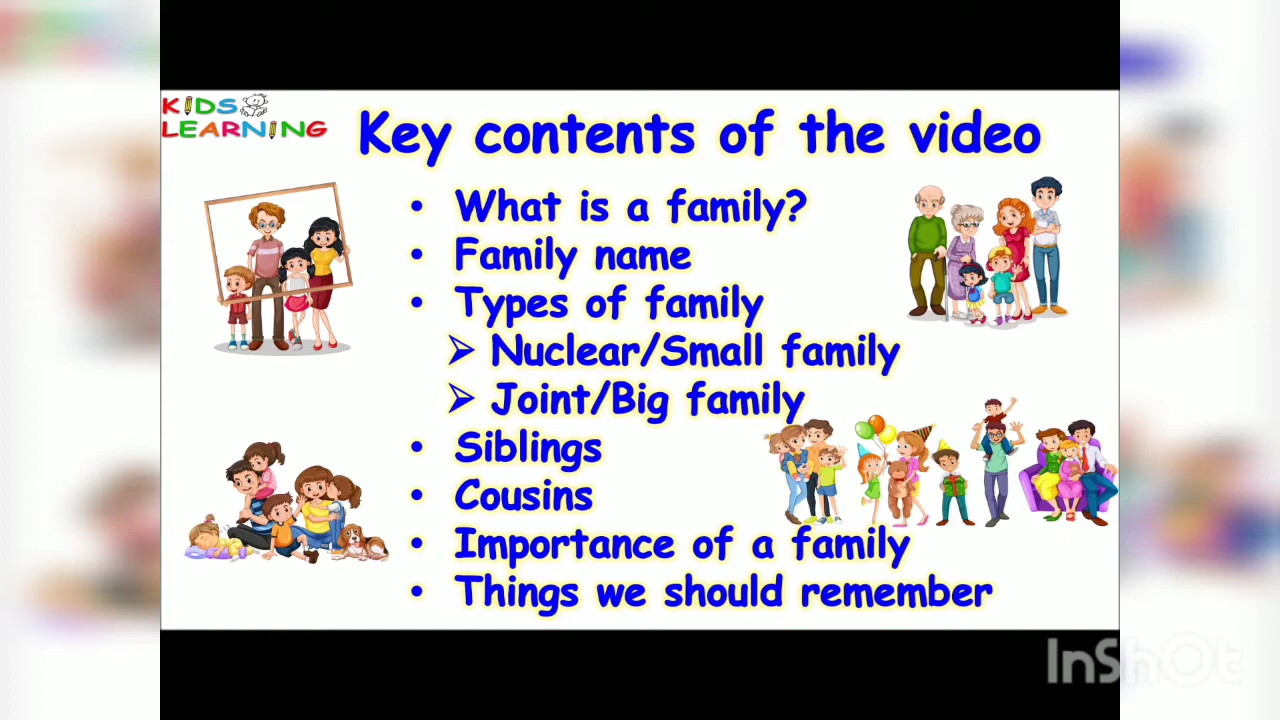 KIDS
LEARNING
Key contents of the video
• What is a family?
• Family name
• Types of family
➢ Nuclear/Small family
➢ Joint/Big family
• Siblings
• Cousins
• Importance of a family
• Things we should remember
InShOt